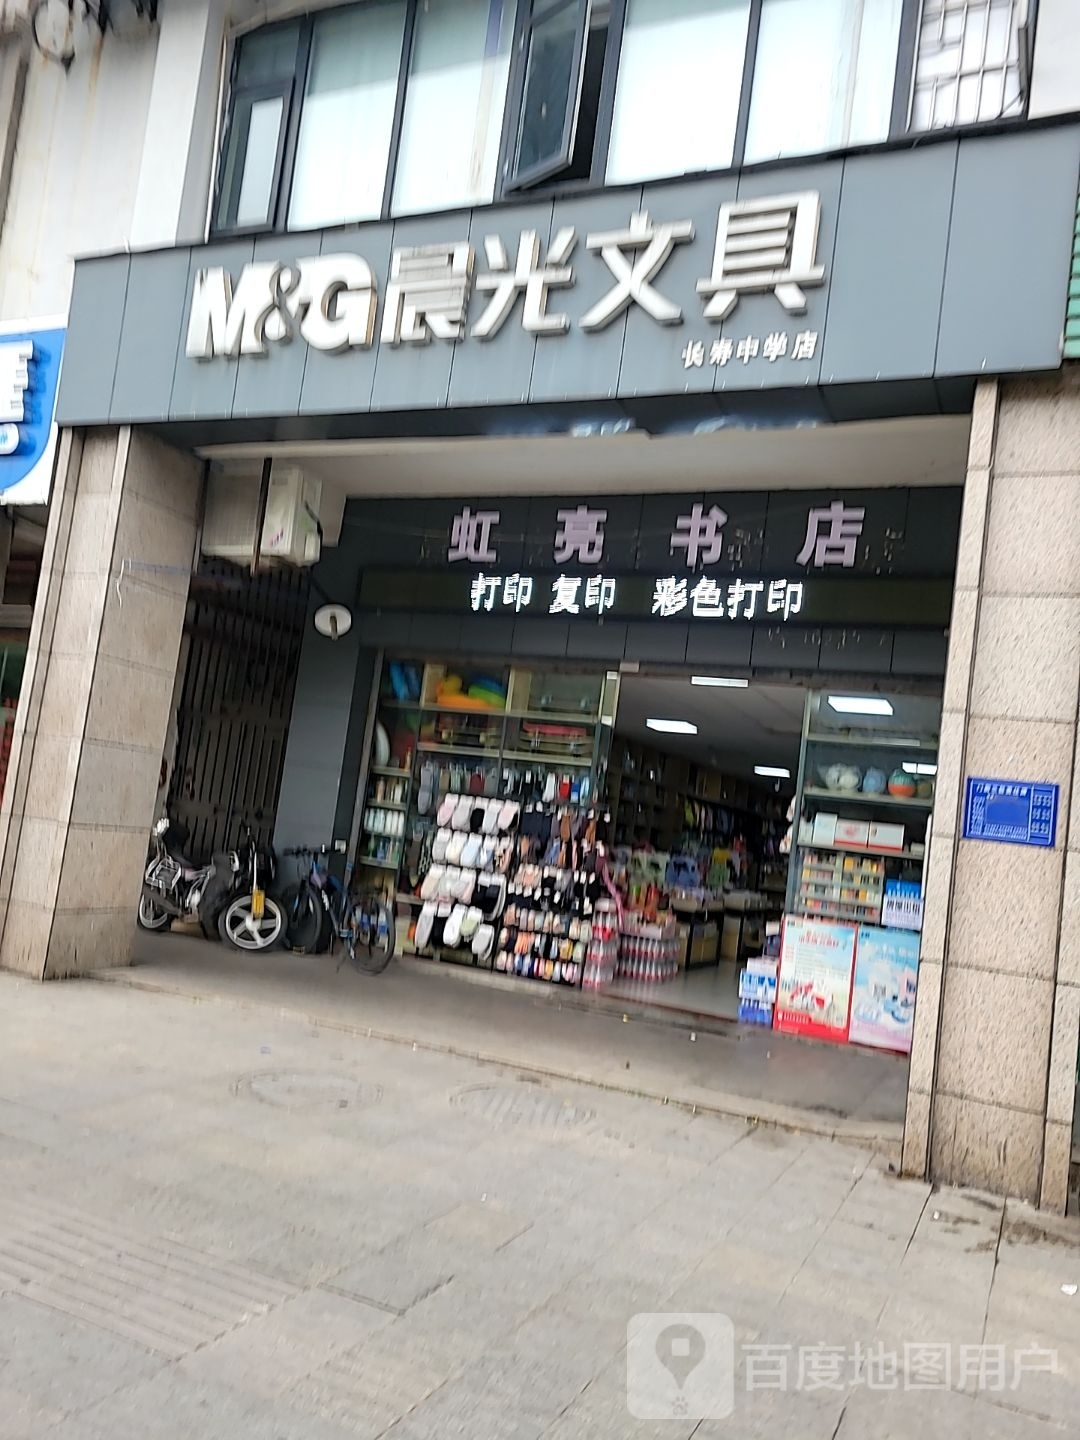 M&G晨光文具
长寿中学店
虹亮书店
打印 复印 彩色打印
百度地图用户